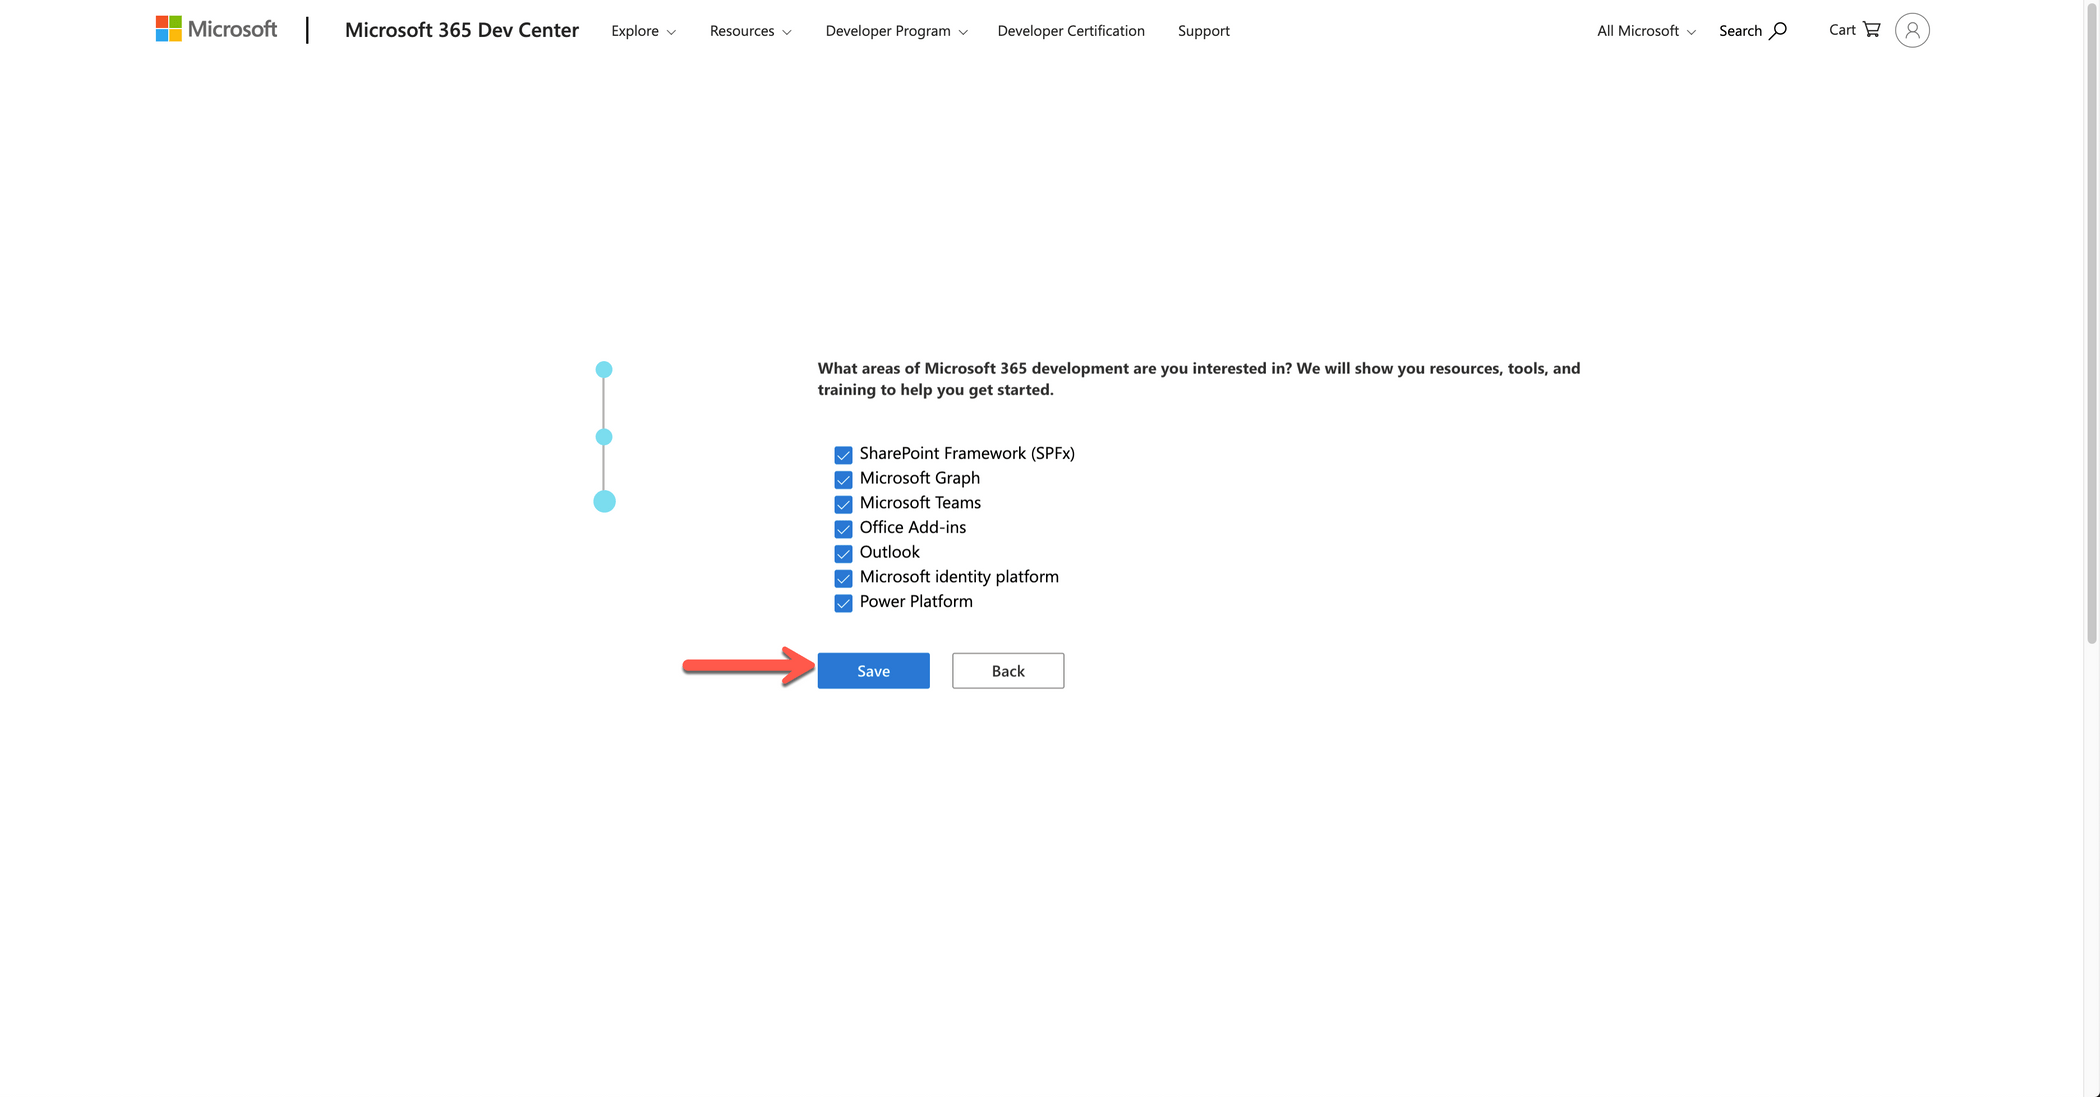 Microsoft
Microsoft 365 Dev Center
Explore
Resources
Developer Program
Developer Certification
Support
All Microsoft
Search
Cart
What areas of Microsoft 365 development are you interested in? We will show you resources, tools, and
training to help you get started.
SharePoint Framework (SPFx)
Microsoft Graph
Microsoft Teams
Office Add-ins
Outlook
Microsoft identity platform
Power Platform
Save
Back